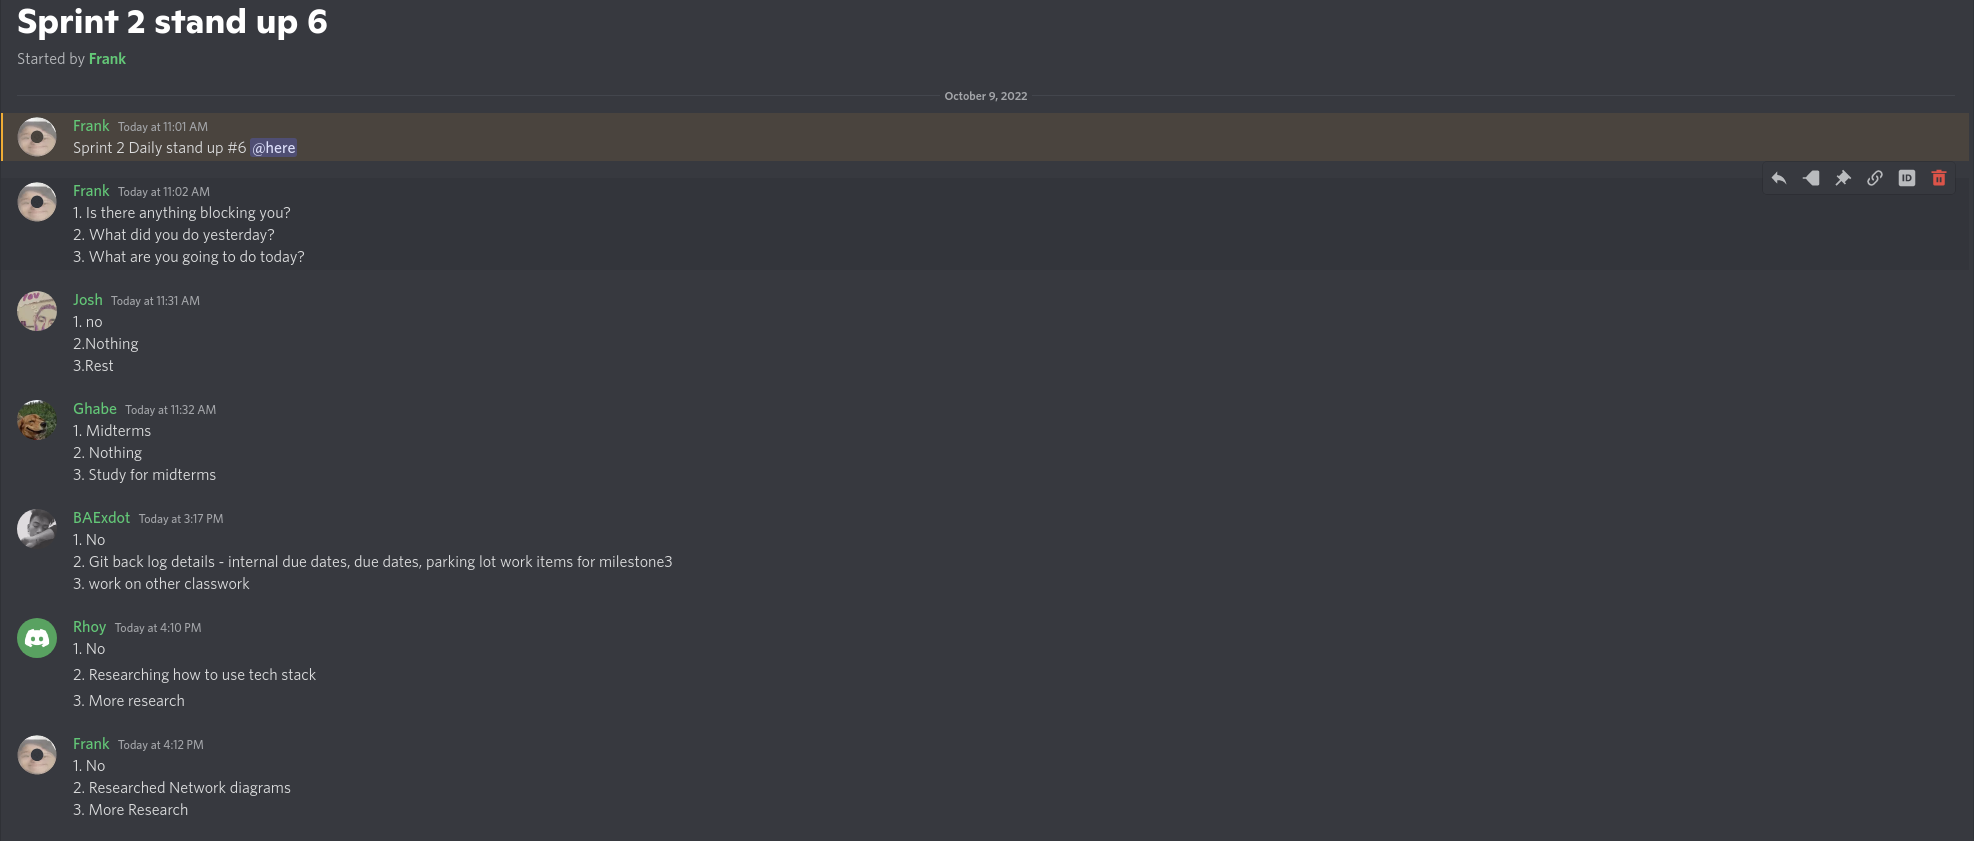 Sprint 2 stand up 6
Started by Frank
October 9, 2022
Frank Today at 11:01 AM
Sprint 2 Daily stand up #6 @here
Frank Today at 11:02 AM
1. Is there anything blocking you?
2. What did you do yesterday?
3. What are you going to do today?
ID
Josh Today at 11:31 AM
1. no
2.Nothing
3.Rest
Ghabe Today at 11:32 AM
1. Midterms
2. Nothing
3. Study for midterms
BAExdot Today at 3:17 PM
1. No
2. Git back log details - internal due dates, due dates, parking lot work items for milestone3
3. work on other classwork
Rhoy Today at 4:10 PM
1. No
2. Researching how to use tech stack
3. More research
Frank Today at 4:12 PM
1. No
2. Researched Network diagrams
3. More Research